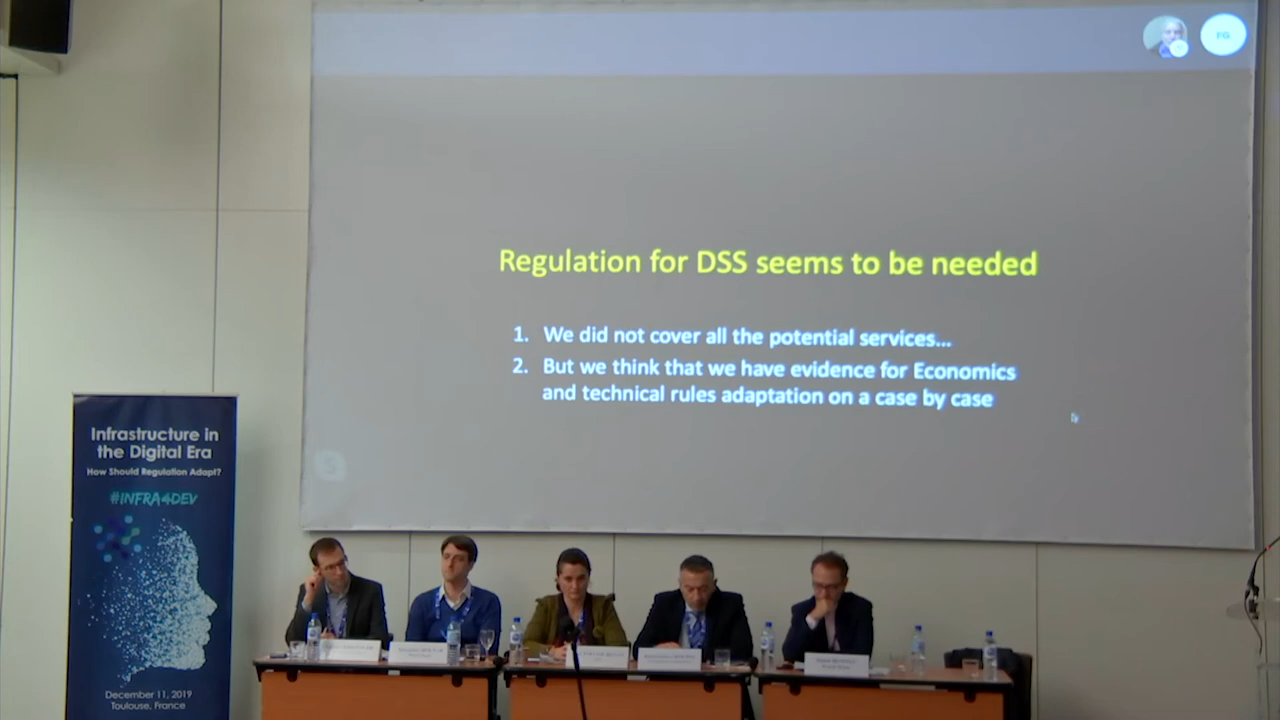 FG
Regulation for DSS seems to be needed
1. We did not cover all the potential services...
2. But we think that we have evidence for Economics
and technical rules adaptation on a case by case
Infrastructure in
the Digital Era
How Should Regulation Adapt?
#INFRA4DEV
December 11, 2019
Toulouse, France